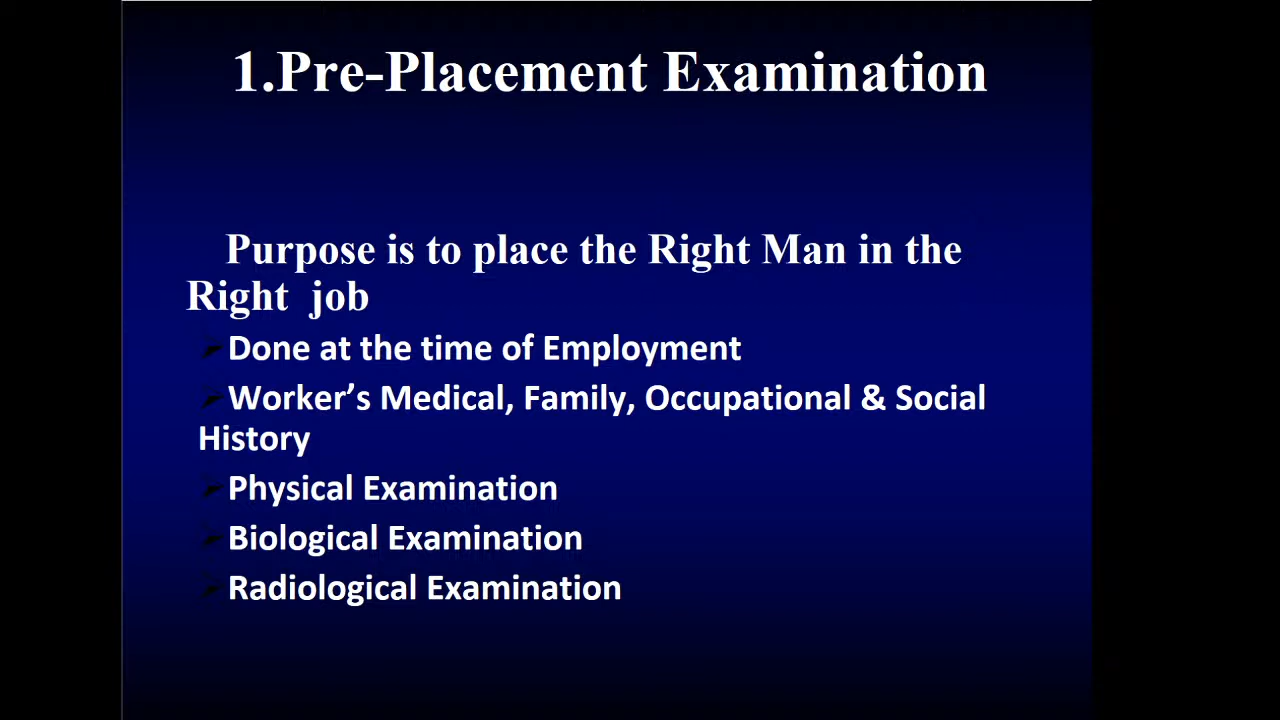 1.Pre-Placement Examination
Purpose is to place the Right Man in the
Right job
➢Done at the time of Employment
➢Worker’s Medical, Family, Occupational & Social
History
➢Physical Examination
➢Biological Examination
➢Radiological Examination